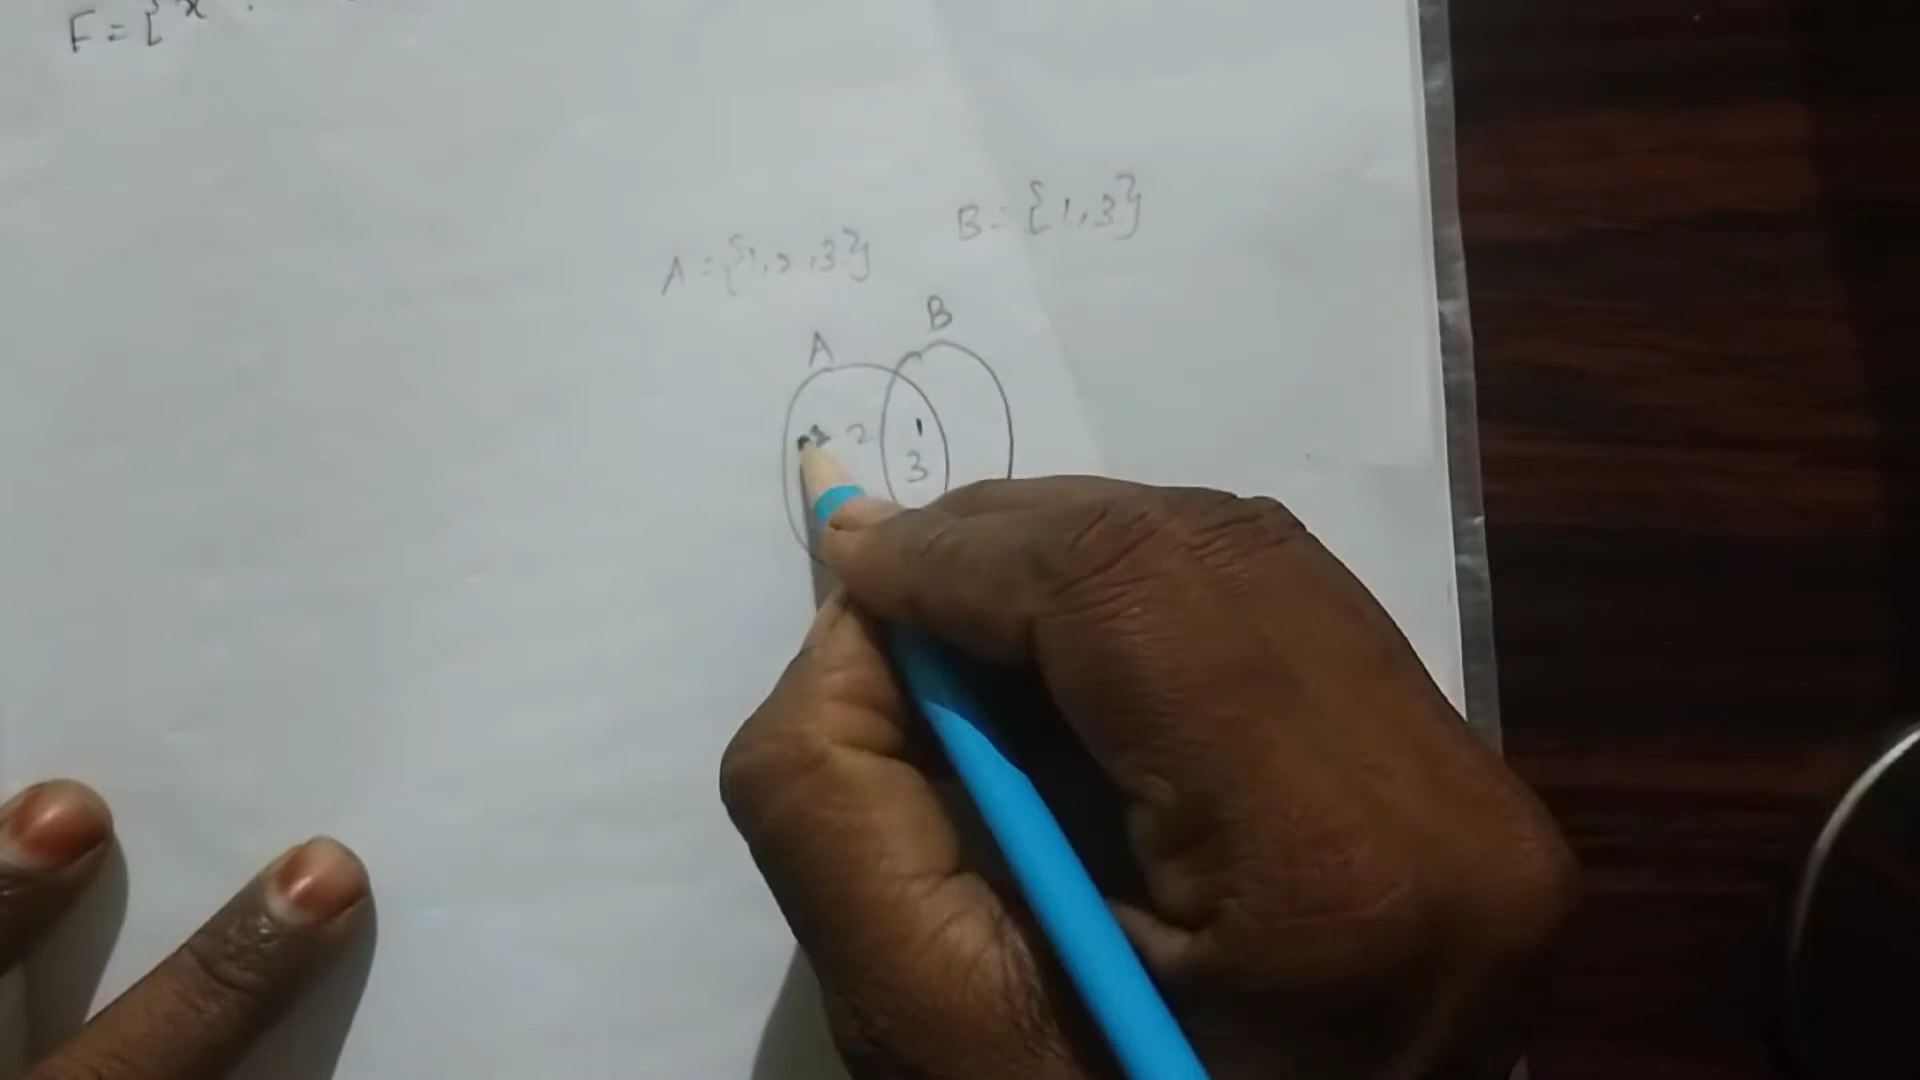 F = { x
A = {1, 2, 3} B = {1, 3}
A B
2 1
3